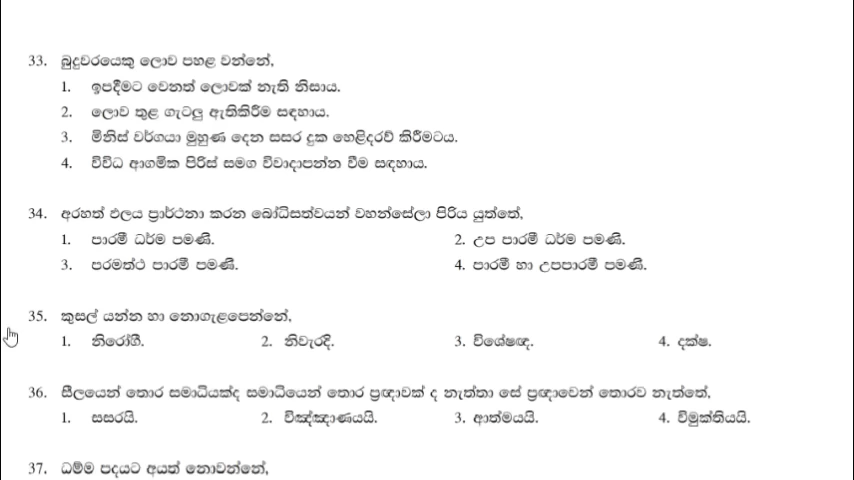 33. බුදුවරයෙකු ලොව පහළ වන්නේ,
1. ඉපදීමට වෙනත් ලොවක් නැති නිසාය.
2. ලොව තුළ ගැටලු ඇතිකිරීම සඳහාය.
3. මිනිස් වර්ගයා මුහුණ දෙන සසර දුක හෙළිදරව් කිරීමටය.
4. විවිධ ආගමික පිරිස් සමග විවාදාපන්න වීම සඳහාය.
34. අරහත් ඵලය ප්‍රාර්ථනා කරන බෝධිසත්වයන් වහන්සේලා පිරිය යුත්තේ,
1. පාරමී ධර්ම පමණි. 2. උප පාරමී ධර්ම පමණි.
3. පරමත්ථ පාරමී පමණි. 4. පාරමී හා උපපාරමී පමණි.
35. කුසල් යන්න හා නොගැළපෙන්නේ,
1. නිරෝගී. 2. නිවැරදි. 3. විශේෂඥ. 4. දක්ෂ.
36. සීලයෙන් තොර සමාධියක්ද සමාධියෙන් තොර ප්‍රඥාවක් ද නැත්තා සේ ප්‍රඥාවෙන් තොරව නැත්තේ,
1. සසරයි. 2. විඤ්ඤාණයයි. 3. ආත්මයයි. 4. විමුක්තියයි.
37. ධම්ම පදයට අයත් නොවන්නේ,